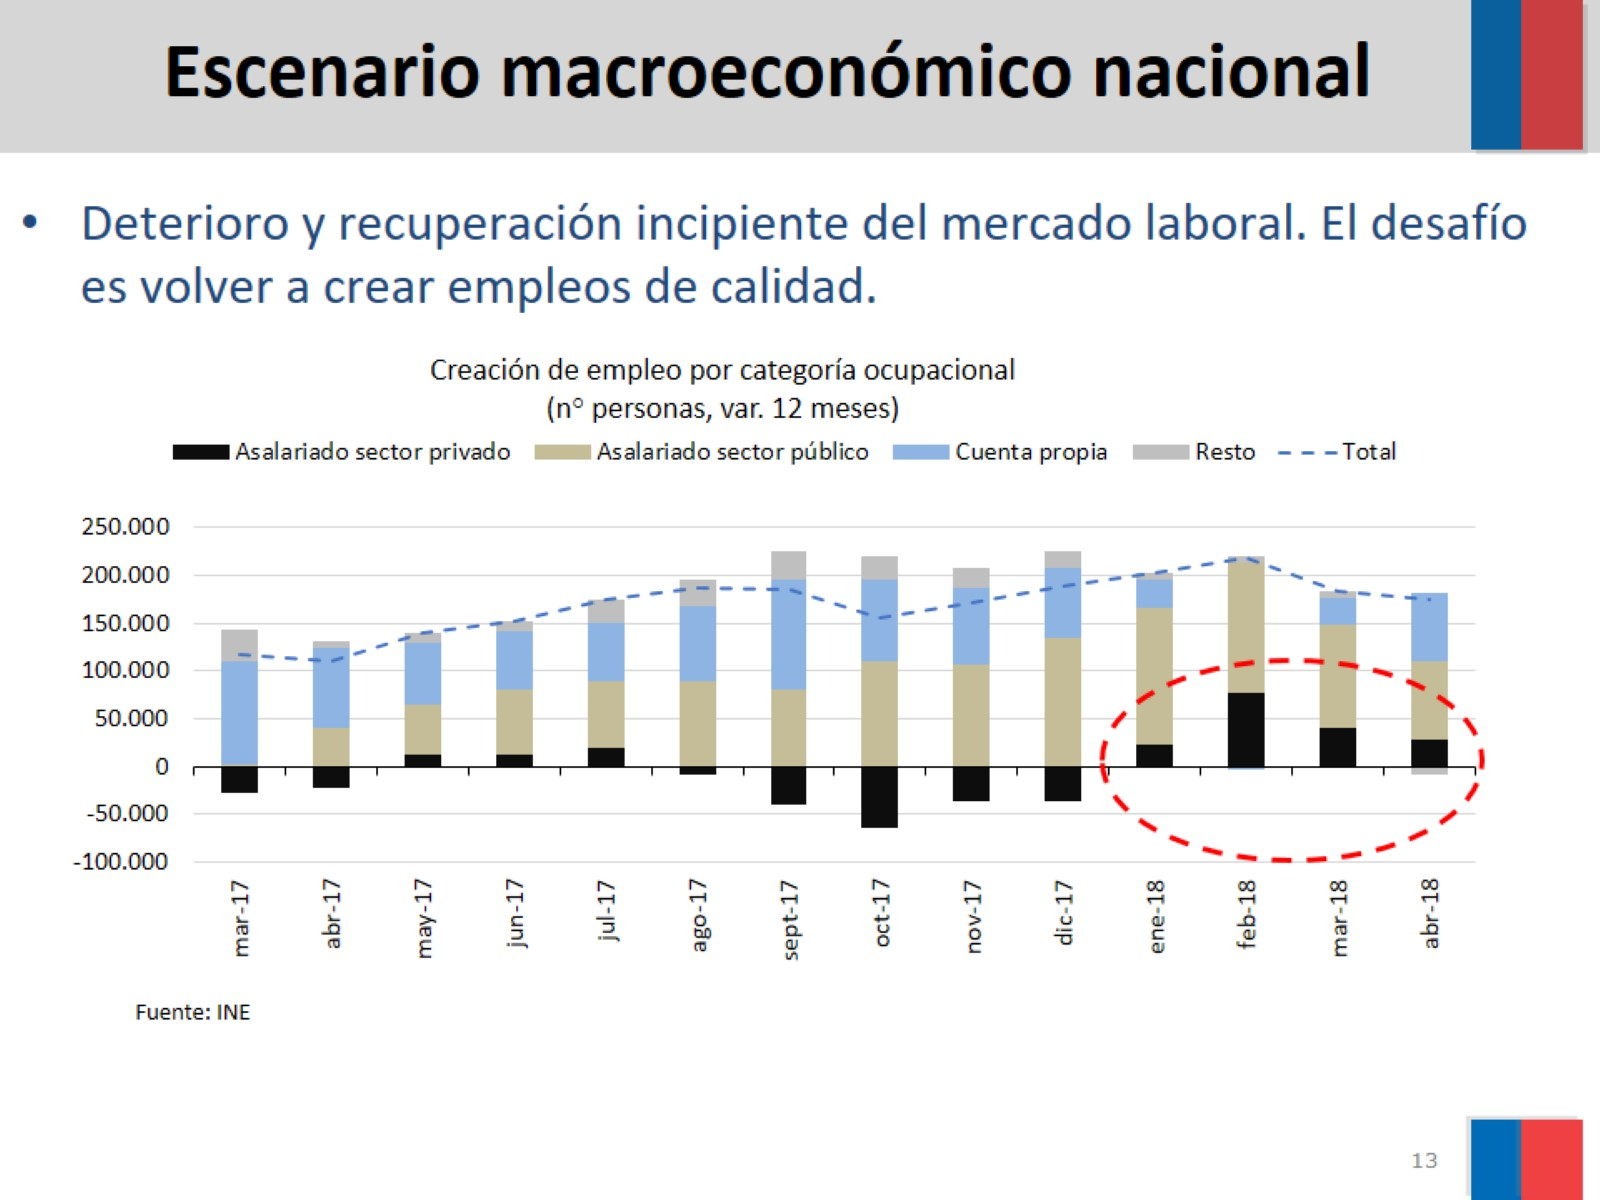 Escenario macroeconómico nacional
• Deterioro y recuperación incipiente del mercado laboral. El desafío
es volver a crear empleos de calidad.
Creación de empleo por categoría ocupacional
(n° personas, var. 12 meses)
Asalariado sector privado Asalariado sector público Cuenta propia Resto Total
250.000
200.000
150.000
100.000
50.000
0
-50.000
-100.000
mar-17 abr-17 may-17 jun-17 jul-17 ago-17 sept-17 oct-17 nov-17 dic-17 ene-18 feb-18 mar-18 abr-18
Fuente: INE
13